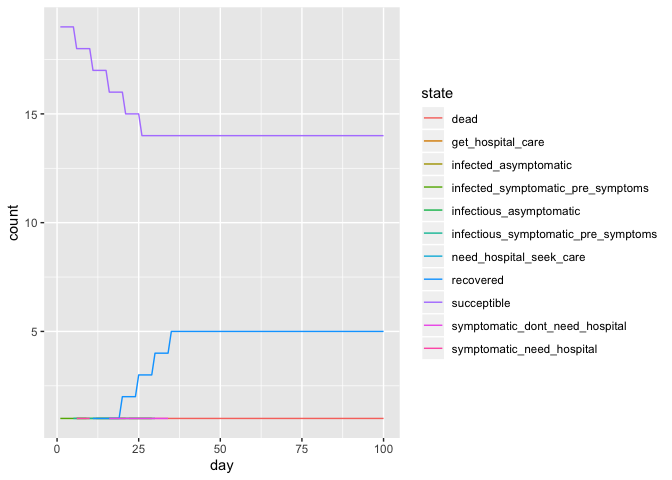 15
10
5
count
0
25
50
75
100
day
state
dead
get_hospital_care
infected_asymptomatic
infected_symptomatic_pre_symptoms
infectious_asymptomatic
infectious_symptomatic_pre_symptoms
need_hospital_seek_care
recovered
succeptible
symptomatic_dont_need_hospital
symptomatic_need_hospital